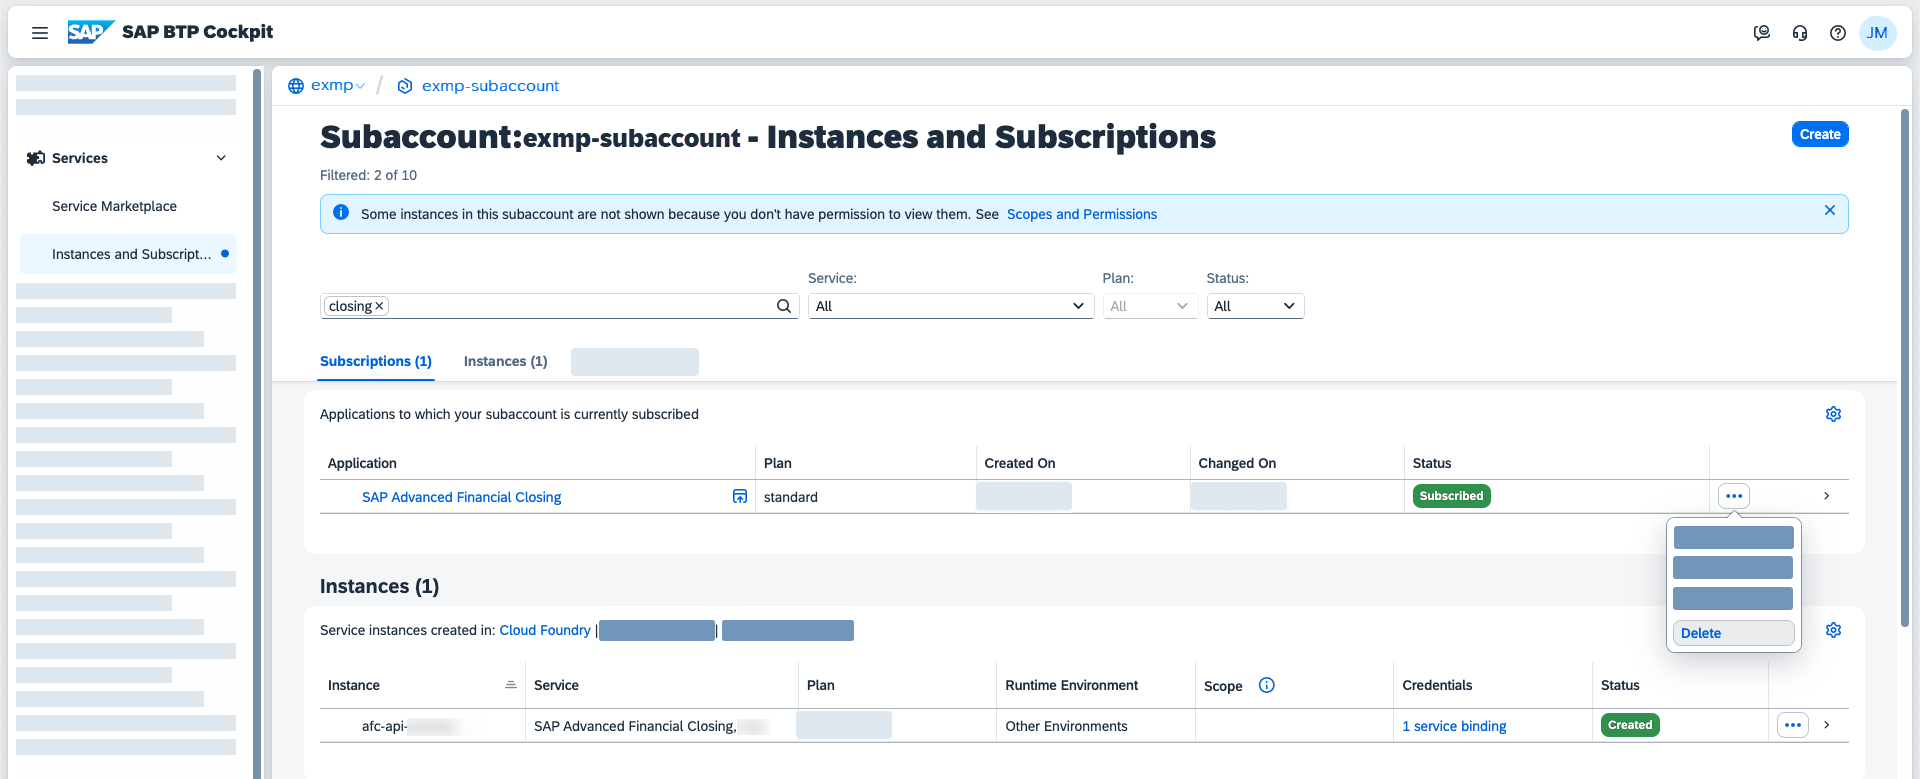 SAP SAP BTP Cockpit JM
exmp / exmp-subaccount
Services
Service Marketplace
Instances and Subscript...
Subaccount:exmp-subaccount - Instances and Subscriptions
Create
Filtered: 2 of 10
Some instances in this subaccount are not shown because you don't have permission to view them. See Scopes and Permissions
Service: Plan: Status:
closing All All All
Subscriptions (1) Instances (1)
Applications to which your subaccount is currently subscribed
Application Plan Created On Changed On Status
SAP Advanced Financial Closing standard Subscribed
Delete
Instances (1)
Service instances created in: Cloud Foundry | |
Instance Service Plan Runtime Environment Scope Credentials Status
afc-api- SAP Advanced Financial Closing, Other Environments 1 service binding Created